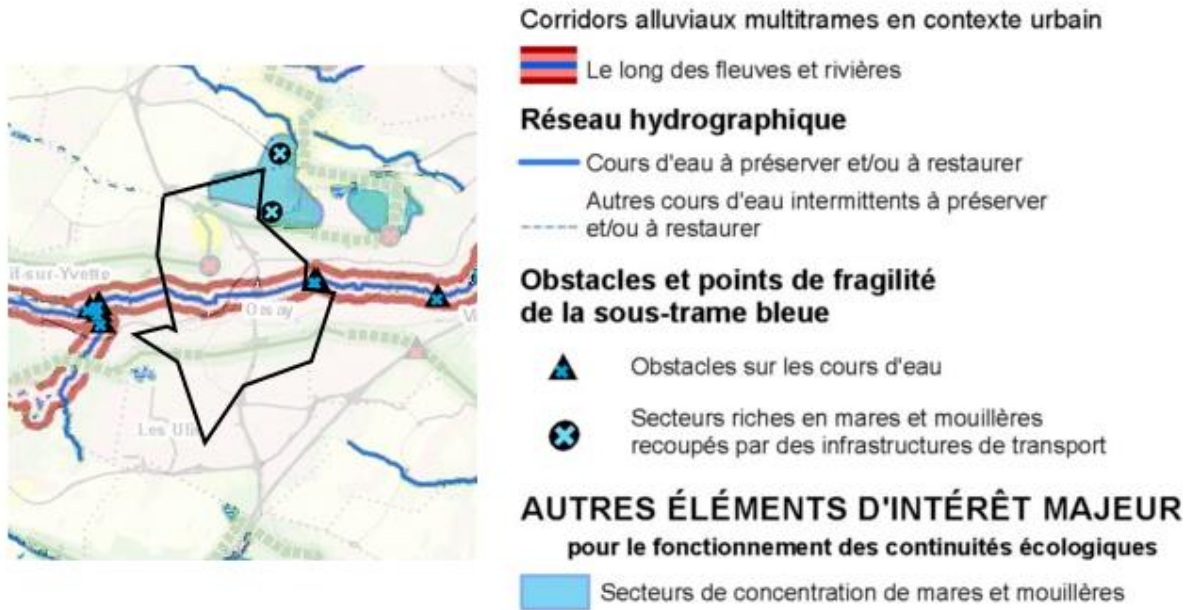 Corridors alluviaux multitrames en contexte urbain
Le long des fleuves et rivières
Réseau hydrographique
Cours d'eau à préserver et/ou à restaurer
Autres cours d'eau intermittents à préserver
et/ou à restaurer
Obstacles et points de fragilité
de la sous-trame bleue
Obstacles sur les cours d'eau
Secteurs riches en mares et mouillères
recoupés par des infrastructures de transport
AUTRES ÉLÉMENTS D'INTÉRÊT MAJEUR
pour le fonctionnement des continuités écologiques
Secteurs de concentration de mares et mouillères
if-sur-Yvette
Orsay
Les Uli